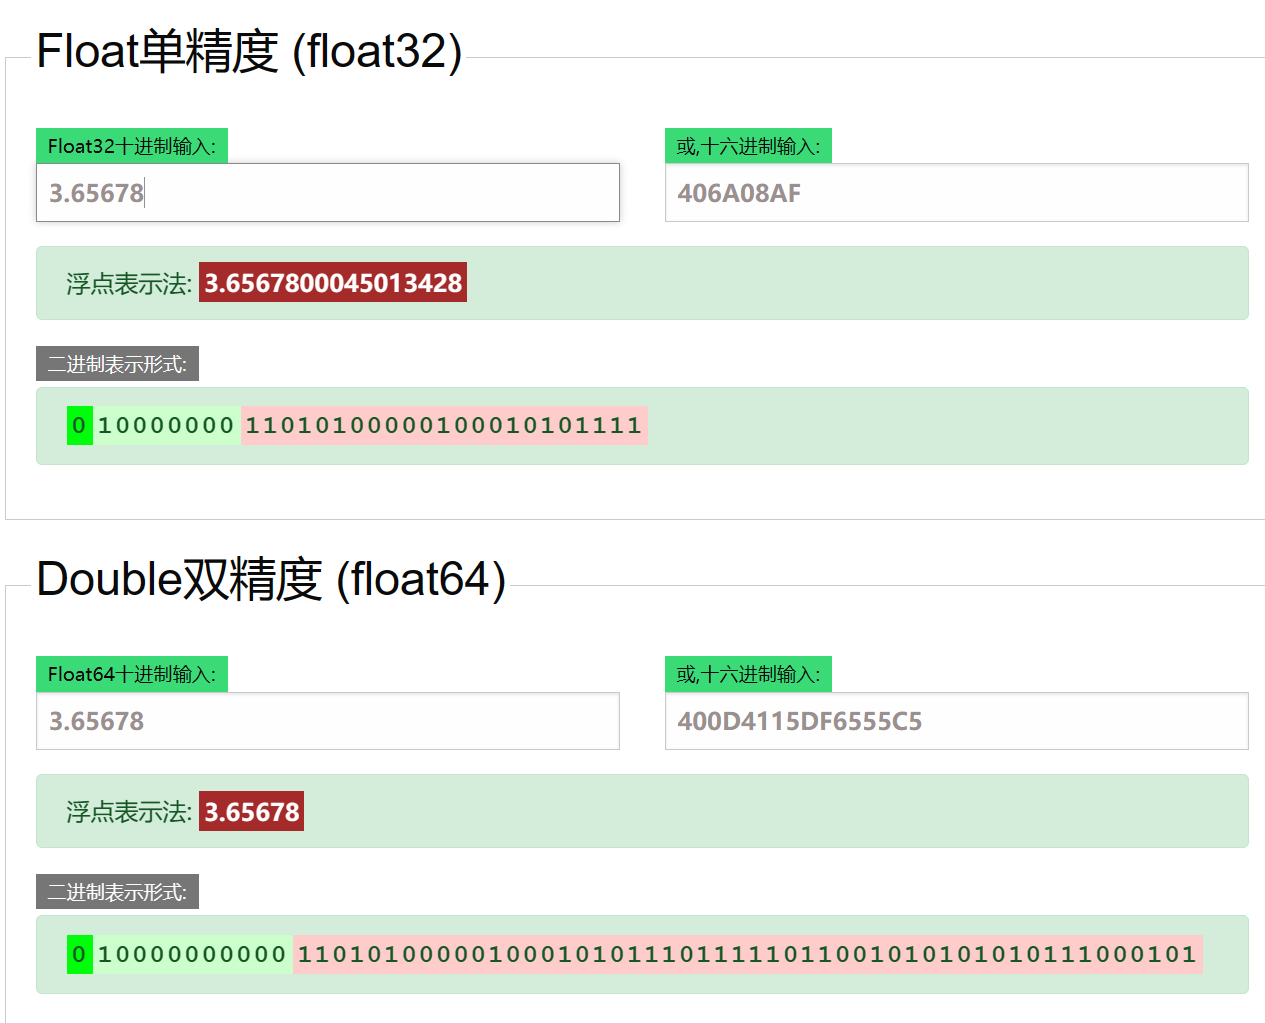 Float单精度 (float32)
Float32十进制输入: 或,十六进制输入:
3.65678 406A08AF
浮点表示法: 3.6567800045013428
二进制表示形式:
0 10000000 11010100000100010101111
Double双精度 (float64)
Float64十进制输入: 或,十六进制输入:
3.65678 400D4115DF6555C5
浮点表示法: 3.65678
二进制表示形式:
0 10000000000 1101010000010001010111011111011001010101010111000101